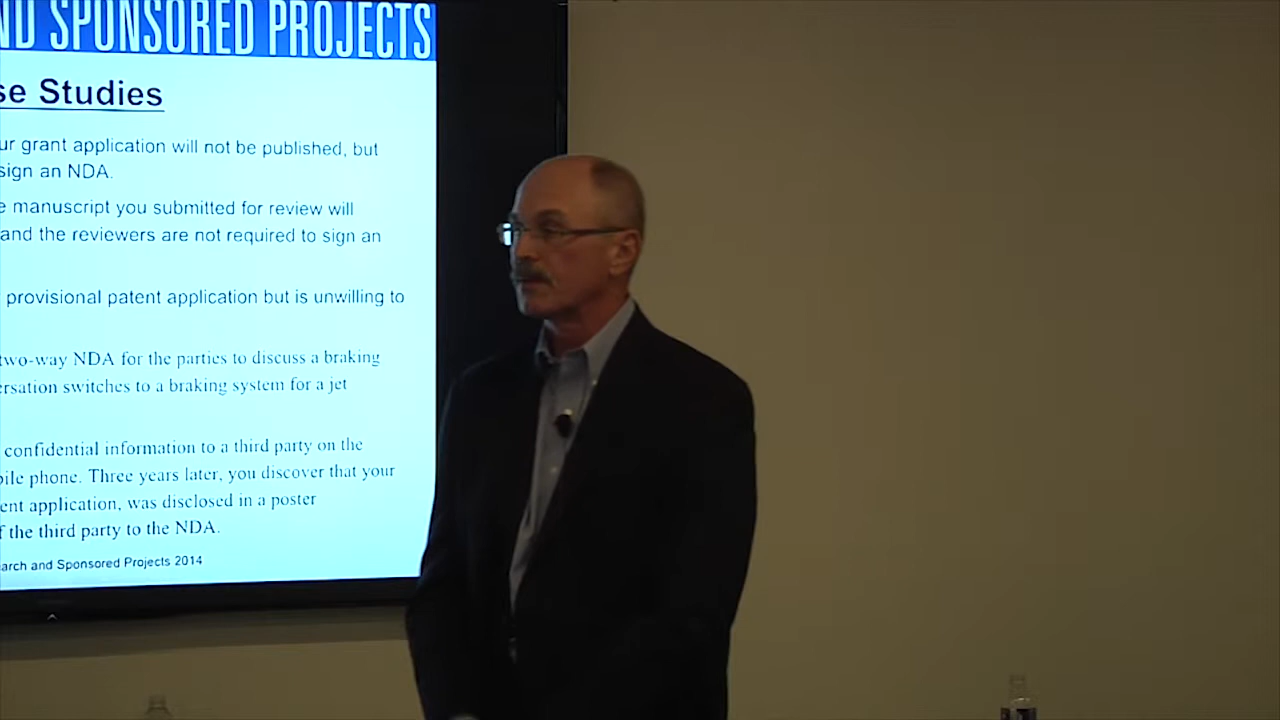 ND SPONSORED PROJECTS
se Studies
ur grant application will not be published, but
sign an NDA.
e manuscript you submitted for review will
and the reviewers are not required to sign an
provisional patent application but is unwilling to
two-way NDA for the parties to discuss a braking
ersation switches to a braking system for a jet
confidential information to a third party on the
bile phone. Three years later, you discover that your
ent application, was disclosed in a poster
f the third party to the NDA.
earch and Sponsored Projects 2014